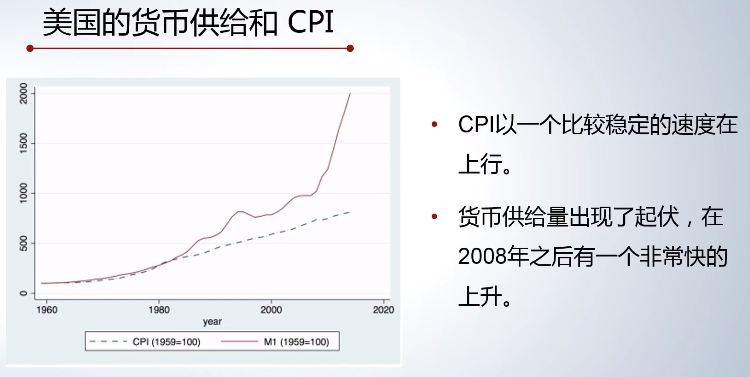 美国的货币供给和 CPI
2000
1500
1000
500
0
1960
1980
2000
2020
year
CPI (1959=100)
M1 (1959=100)
• CPI以一个比较稳定的速度在
上行。
• 货币供给量出现了起伏，在
2008年之后有一个非常快的
上升。